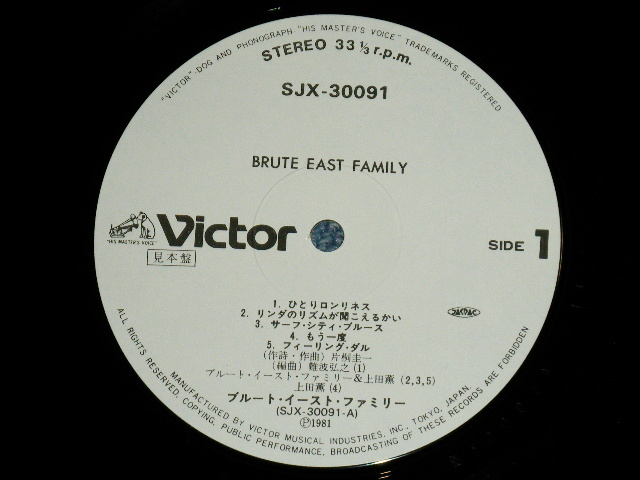 "VICTOR"-DOG AND PHONOGRAPH "HIS MASTER'S VOICE" TRADEMARKS REGISTERED
STEREO 33 ⅓ r.p.m.
SJX-30091
BRUTE EAST FAMILY
"HIS MASTER'S VOICE"
Victor
見本盤
SIDE 1
1. ひとりロンリネス
2. リンダのリズムが聞こえるかい
3. サーフ・シティ・ブルース
4. もう一度
5. フィーリング・ダル
(作詩・作曲) 片桐圭一
(編曲) 難波弘之 (1)
ブルート・イースト・ファミリー&上田薫 (2,3,5)
上田薫 (4)
ブルート・イースト・ファミリー
(SJX-30091-A)
Ⓟ1981
ALL RIGHTS RESERVED. COPYING, PUBLIC PERFORMANCE, BROADCASTING OF THESE RECORDS ARE FORBIDDEN
MANUFACTURED BY VICTOR MUSICAL INDUSTRIES, INC., TOKYO, JAPAN.